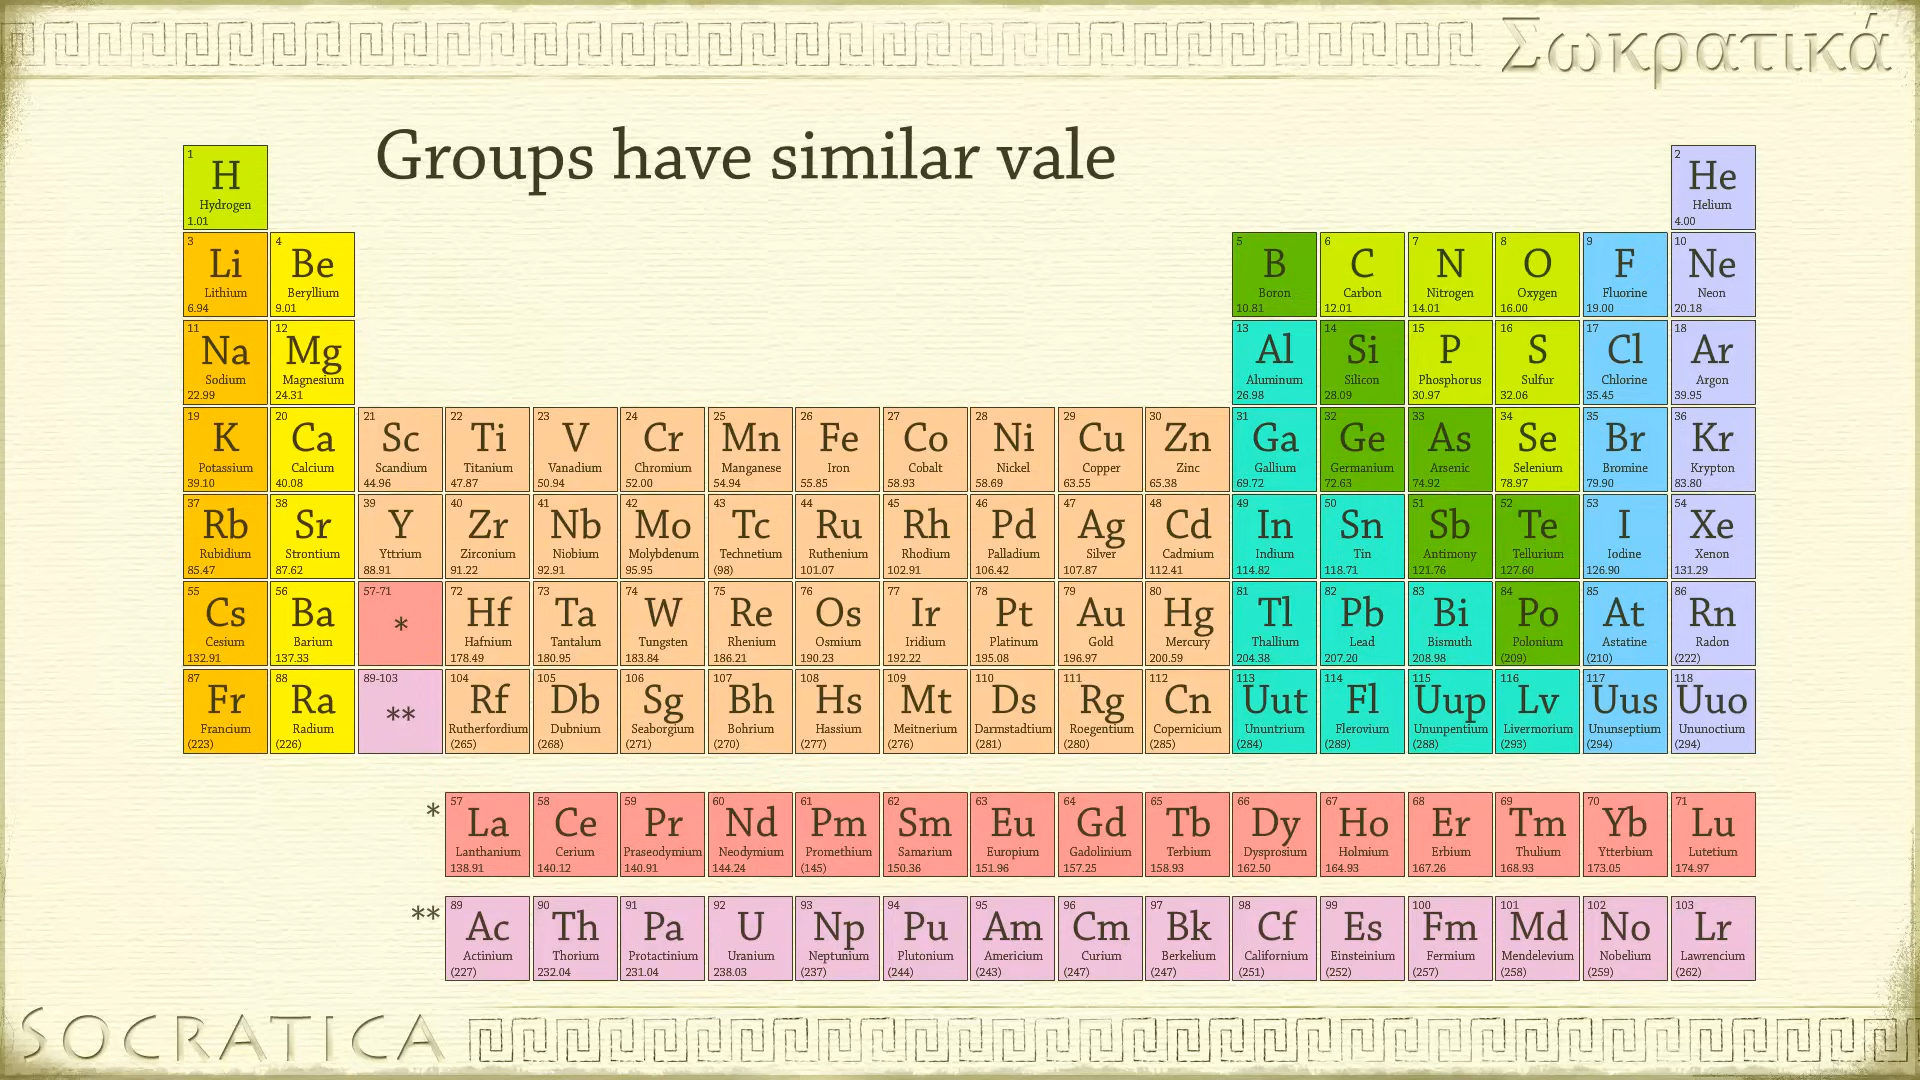 Σωκρατικά
Groups have similar vale
1 H Hydrogen 1.01
2 He Helium 4.00
3 Li Lithium 6.94
4 Be Beryllium 9.01
5 B Boron 10.81
6 C Carbon 12.01
7 N Nitrogen 14.01
8 O Oxygen 16.00
9 F Fluorine 19.00
10 Ne Neon 20.18
11 Na Sodium 22.99
12 Mg Magnesium 24.31
13 Al Aluminum 26.98
14 Si Silicon 28.09
15 P Phosphorus 30.97
16 S Sulfur 32.06
17 Cl Chlorine 35.45
18 Ar Argon 39.95
19 K Potassium 39.10
20 Ca Calcium 40.08
21 Sc Scandium 44.96
22 Ti Titanium 47.87
23 V Vanadium 50.94
24 Cr Chromium 52.00
25 Mn Manganese 54.94
26 Fe Iron 55.85
27 Co Cobalt 58.93
28 Ni Nickel 58.69
29 Cu Copper 63.55
30 Zn Zinc 65.38
31 Ga Gallium 69.72
32 Ge Germanium 72.63
33 As Arsenic 74.92
34 Se Selenium 78.97
35 Br Bromine 79.90
36 Kr Krypton 83.80
37 Rb Rubidium 85.47
38 Sr Strontium 87.62
39 Y Yttrium 88.91
40 Zr Zirconium 91.22
41 Nb Niobium 92.91
42 Mo Molybdenum 95.95
43 Tc Technetium (98)
44 Ru Ruthenium 101.07
45 Rh Rhodium 102.91
46 Pd Palladium 106.42
47 Ag Silver 107.87
48 Cd Cadmium 112.41
49 In Indium 114.82
50 Sn Tin 118.71
51 Sb Antimony 121.76
52 Te Tellurium 127.60
53 I Iodine 126.90
54 Xe Xenon 131.29
55 Cs Cesium 132.91
56 Ba Barium 137.33
57-71 *
72 Hf Hafnium 178.49
73 Ta Tantalum 180.95
74 W Tungsten 183.84
75 Re Rhenium 186.21
76 Os Osmium 190.23
77 Ir Iridium 192.22
78 Pt Platinum 195.08
79 Au Gold 196.97
80 Hg Mercury 200.59
81 Tl Thallium 204.38
82 Pb Lead 207.20
83 Bi Bismuth 208.98
84 Po Polonium (209)
85 At Astatine (210)
86 Rn Radon (222)
87 Fr Francium (223)
88 Ra Radium (226)
89-103 **
104 Rf Rutherfordium (265)
105 Db Dubnium (268)
106 Sg Seaborgium (271)
107 Bh Bohrium (270)
108 Hs Hassium (277)
109 Mt Meitnerium (276)
110 Ds Darmstadtium (281)
111 Rg Roegentium (280)
112 Cn Copernicium (285)
113 Uut Ununtrium (284)
114 Fl Flerovium (289)
115 Uup Ununpentium (288)
116 Lv Livermorium (293)
117 Uus Ununseptium (294)
118 Uuo Ununoctium (294)
*
57 La Lanthanium 138.91
58 Ce Cerium 140.12
59 Pr Praseodymium 140.91
60 Nd Neodymium 144.24
61 Pm Promethium (145)
62 Sm Samarium 150.36
63 Eu Europium 151.96
64 Gd Gadolinium 157.25
65 Tb Terbium 158.93
66 Dy Dysprosium 162.50
67 Ho Holmium 164.93
68 Er Erbium 167.26
69 Tm Thulium 168.93
70 Yb Ytterbium 173.05
71 Lu Lutetium 174.97
**
89 Ac Actinium (227)
90 Th Thorium 232.04
91 Pa Protactinium 231.04
92 U Uranium 238.03
93 Np Neptunium (237)
94 Pu Plutonium (244)
95 Am Americium (243)
96 Cm Curium (247)
97 Bk Berkelium (247)
98 Cf Californium (251)
99 Es Einsteinium (252)
100 Fm Fermium (257)
101 Md Mendelevium (258)
102 No Nobelium (259)
103 Lr Lawrencium (262)
SOCRATICA